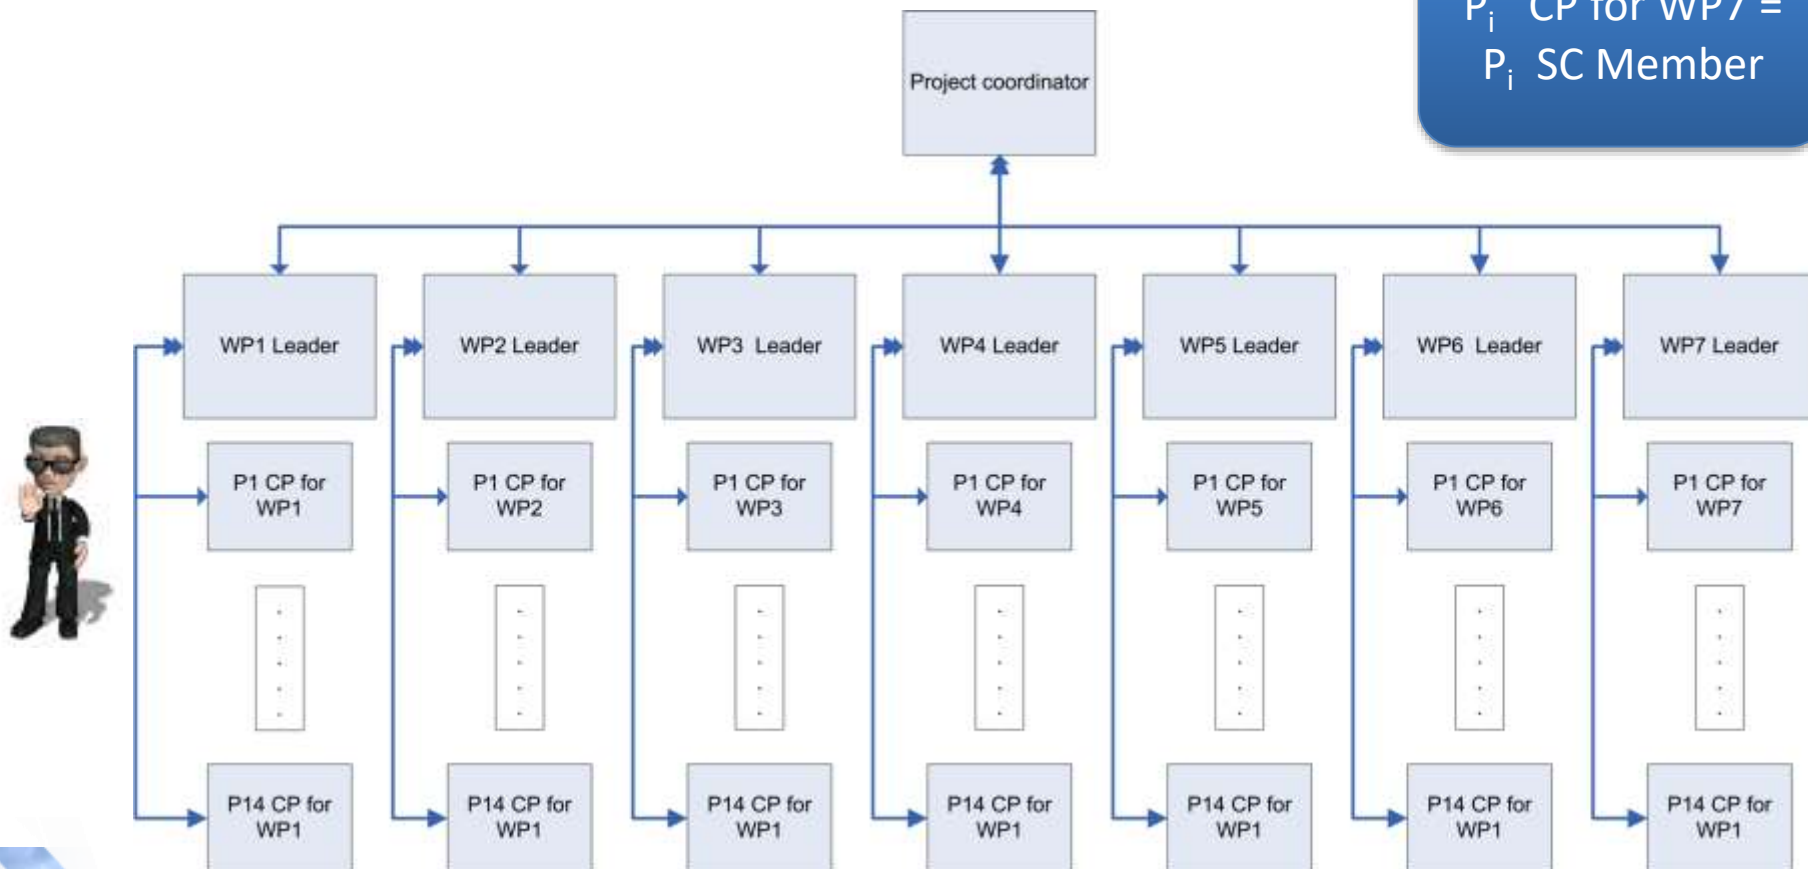 P_i CP for WP7 =
P_i SC Member
Project coordinator
WP1 Leader
WP2 Leader
WP3 Leader
WP4 Leader
WP5 Leader
WP6 Leader
WP7 Leader
P1 CP for
WP1
P1 CP for
WP2
P1 CP for
WP3
P1 CP for
WP4
P1 CP for
WP5
P1 CP for
WP6
P1 CP for
WP7
P14 CP for
WP1
P14 CP for
WP1
P14 CP for
WP1
P14 CP for
WP1
P14 CP for
WP1
P14 CP for
WP1
P14 CP for
WP1